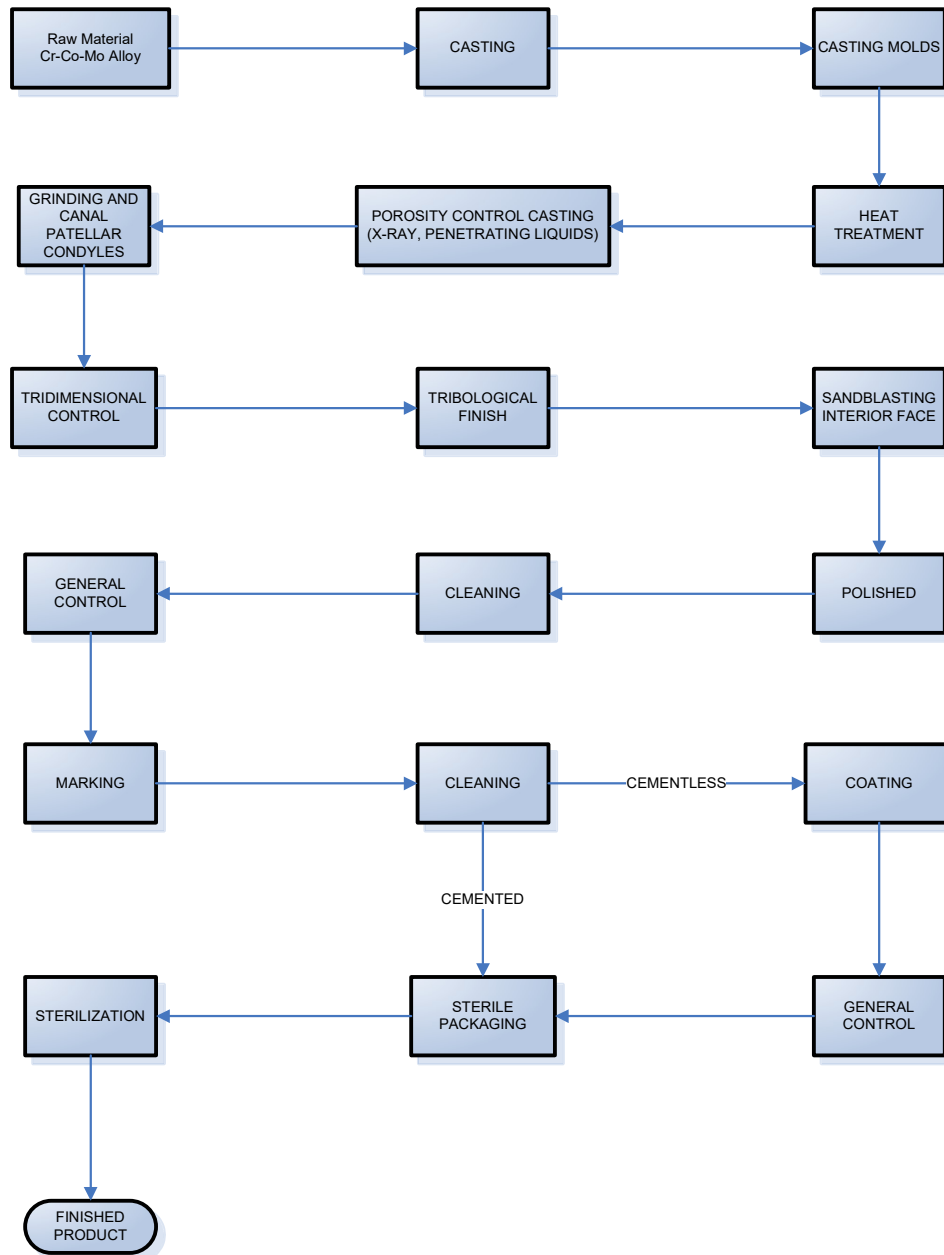 Raw Material
Cr-Co-Mo Alloy
CASTING
CASTING MOLDS
GRINDING AND
CANAL
PATELLAR
CONDYLES
POROSITY CONTROL CASTING
(X-RAY, PENETRATING LIQUIDS)
HEAT
TREATMENT
TRIDIMENSIONAL
CONTROL
TRIBOLOGICAL
FINISH
SANDBLASTING
INTERIOR FACE
GENERAL
CONTROL
CLEANING
POLISHED
MARKING
CLEANING
CEMENTLESS
COATING
CEMENTED
STERILIZATION
STERILE
PACKAGING
GENERAL
CONTROL
FINISHED
PRODUCT